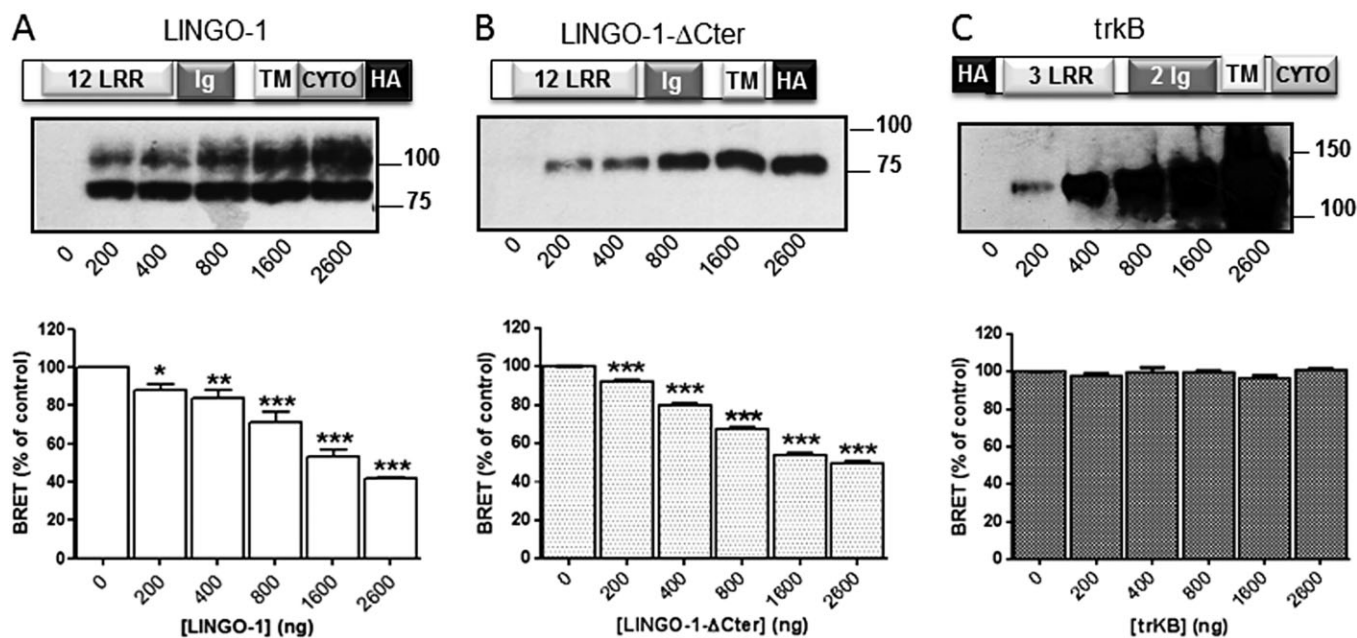 A
LINGO-1
12 LRR Ig TM CYTO HA
100
75
0 200 400 800 1600 2600
120
100
80
60
40
20
0
BRET (% of control)
* ** *** *** ***
0 200 400 800 1600 2600
[LINGO-1] (ng)
B
LINGO-1-ΔCter
12 LRR Ig TM HA
100
75
0 200 400 800 1600 2600
120
100
80
60
40
20
0
BRET (% of control)
*** *** *** *** ***
0 200 400 800 1600 2600
[LINGO-1-ΔCter] (ng)
C
trkB
HA 3 LRR 2 Ig TM CYTO
150
100
0 200 400 800 1600 2600
120
100
80
60
40
20
0
BRET (% of control)
0 200 400 800 1600 2600
[trKB] (ng)